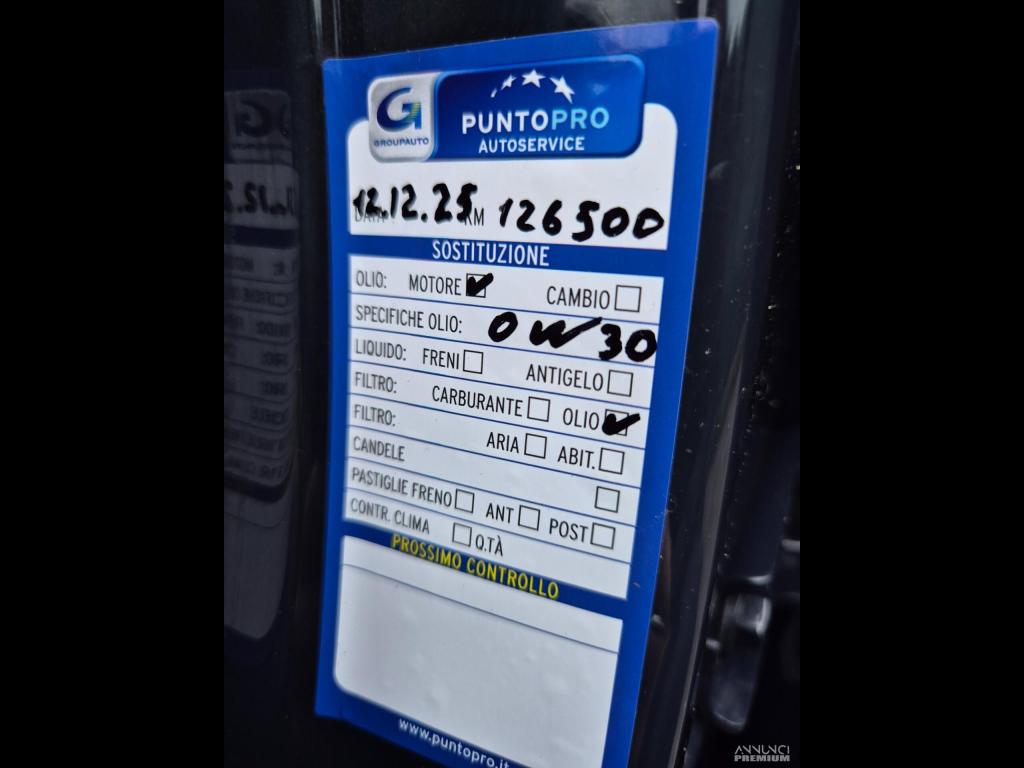 G
GROUPAUTO
PUNTOPRO
AUTOSERVICE
DATA 12.12.25 KM 126500
SOSTITUZIONE
OLIO: MOTORE CAMBIO
SPECIFICHE OLIO: 0W30
LIQUIDO: FRENI ANTIGELO
FILTRO: CARBURANTE OLIO
FILTRO: ARIA ABIT.
CANDELE
PASTIGLIE FRENO ANT POST
CONTR. CLIMA Q.TÀ
PROSSIMO CONTROLLO
www.puntopro.it
ANNUNCI
PREMIUM